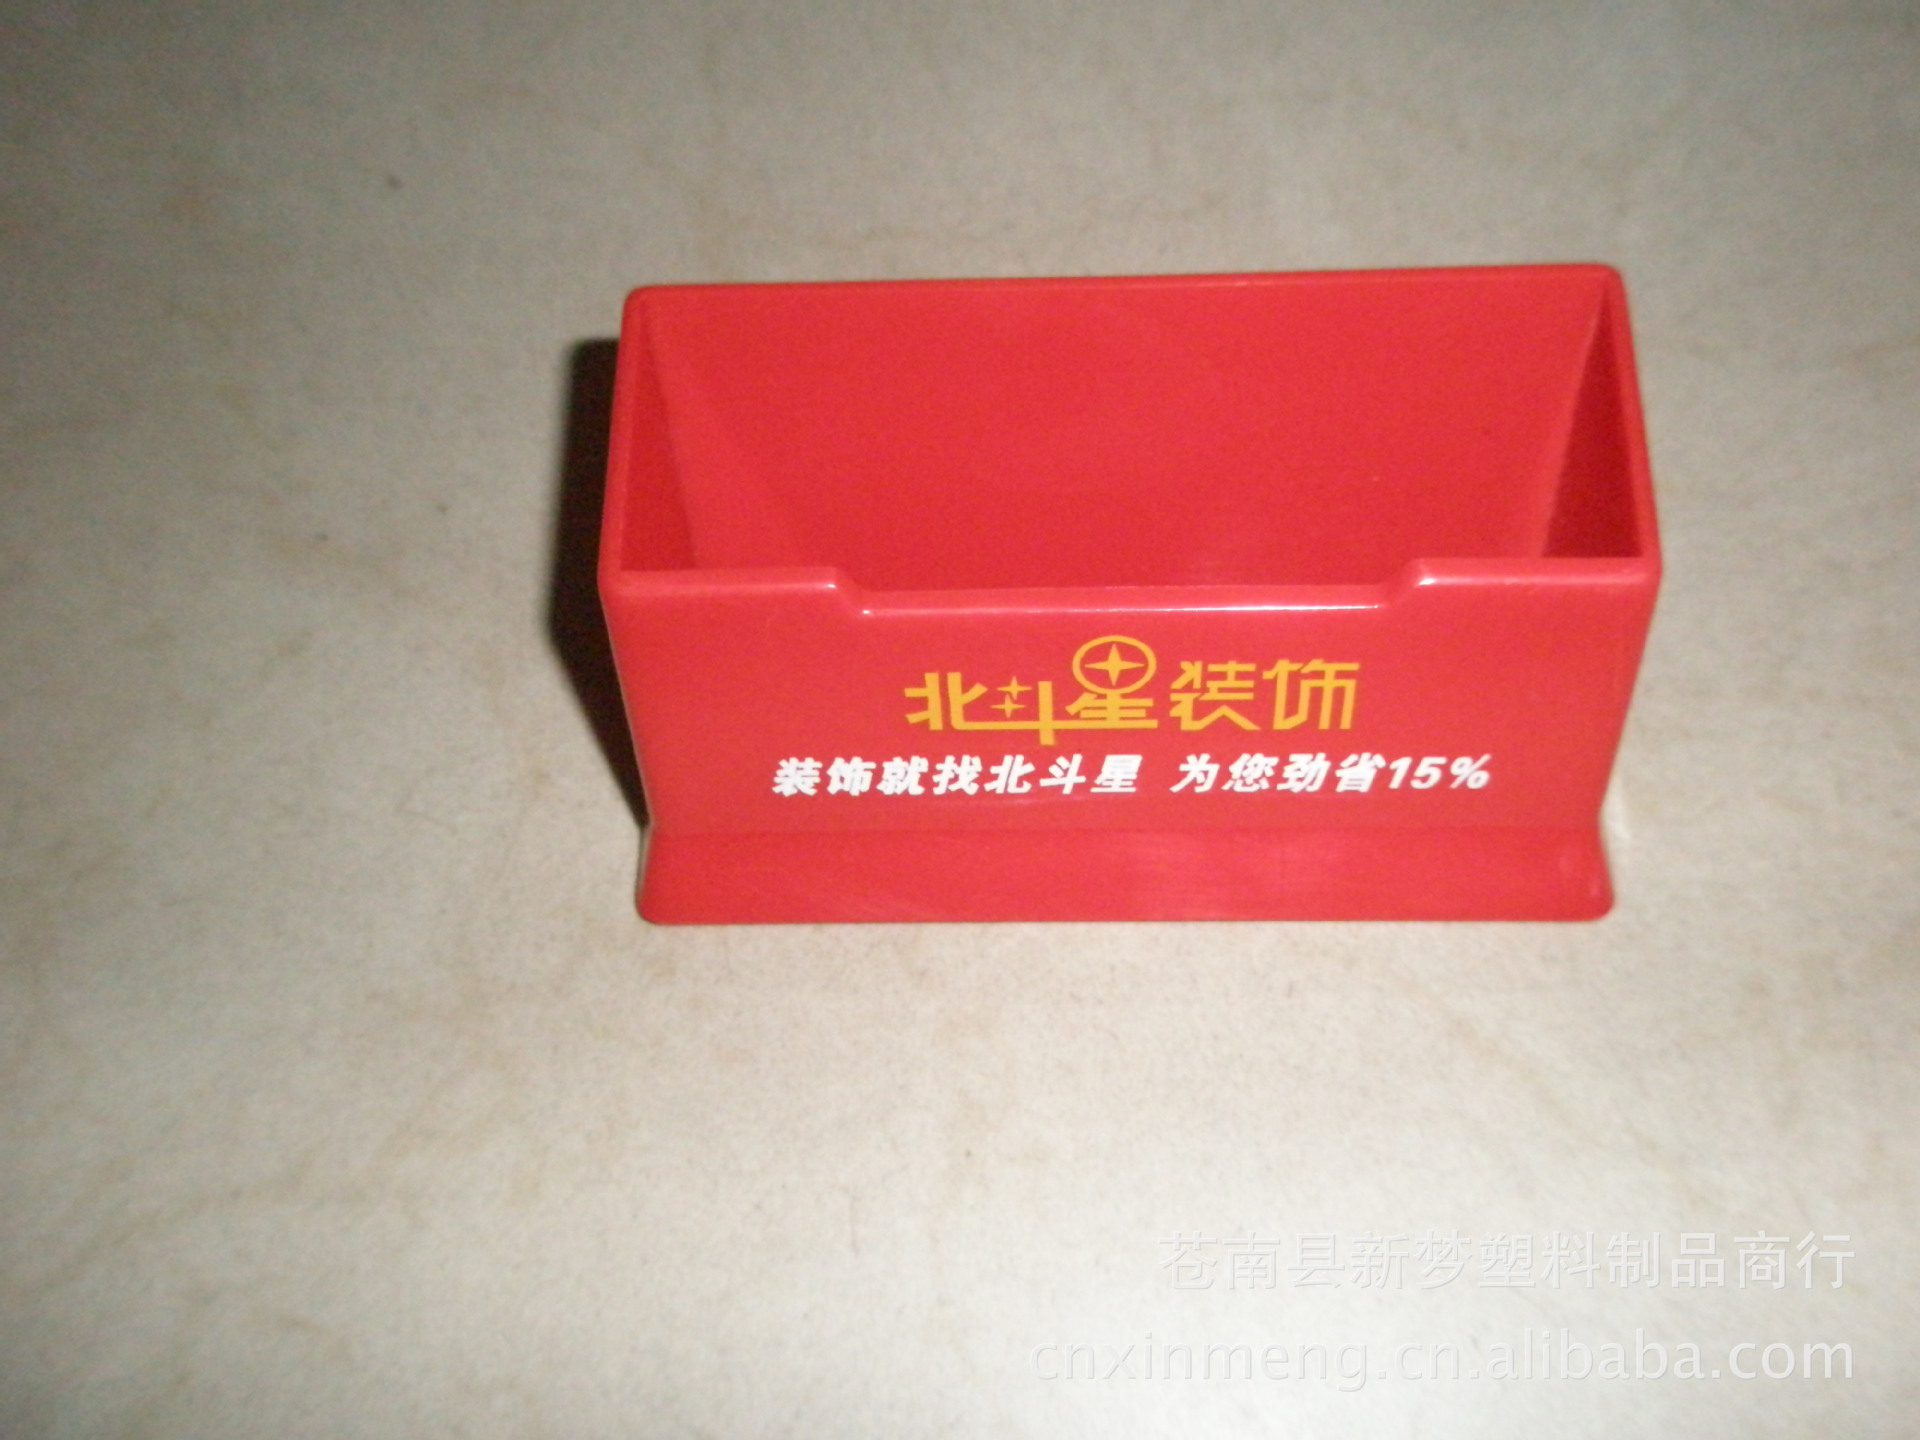 北斗星装饰
装饰就找北斗星 为您劲省15%
苍南县新梦塑料制品商行
cnxinmeng.cn.alibaba.com